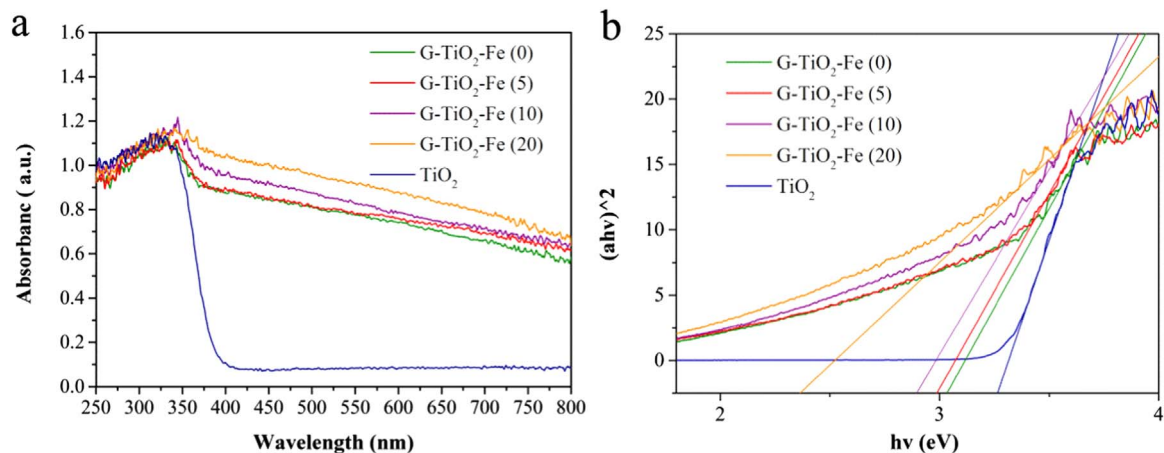 a
1.6
1.4
1.2
1.0
0.8
0.6
0.4
0.2
0.0
Absorbanc ( a.u.)
G-TiO₂-Fe (0)
G-TiO₂-Fe (5)
G-TiO₂-Fe (10)
G-TiO₂-Fe (20)
TiO₂
250 300 350 400 450 500 550 600 650 700 750 800
Wavelength (nm)
b
25
20
15
10
5
0
(ahν)^2
G-TiO₂-Fe (0)
G-TiO₂-Fe (5)
G-TiO₂-Fe (10)
G-TiO₂-Fe (20)
TiO₂
2 3 4
hν (eV)